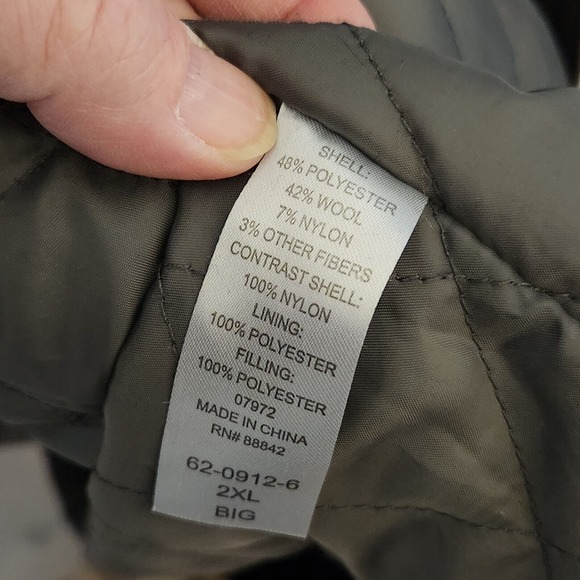 SHELL:
48% POLYESTER
42% WOOL
7% NYLON
3% OTHER FIBERS
CONTRAST SHELL:
100% NYLON
LINING:
100% POLYESTER
FILLING:
100% POLYESTER
07972
MADE IN CHINA
RN# 88842
62-0912-6
2XL
BIG